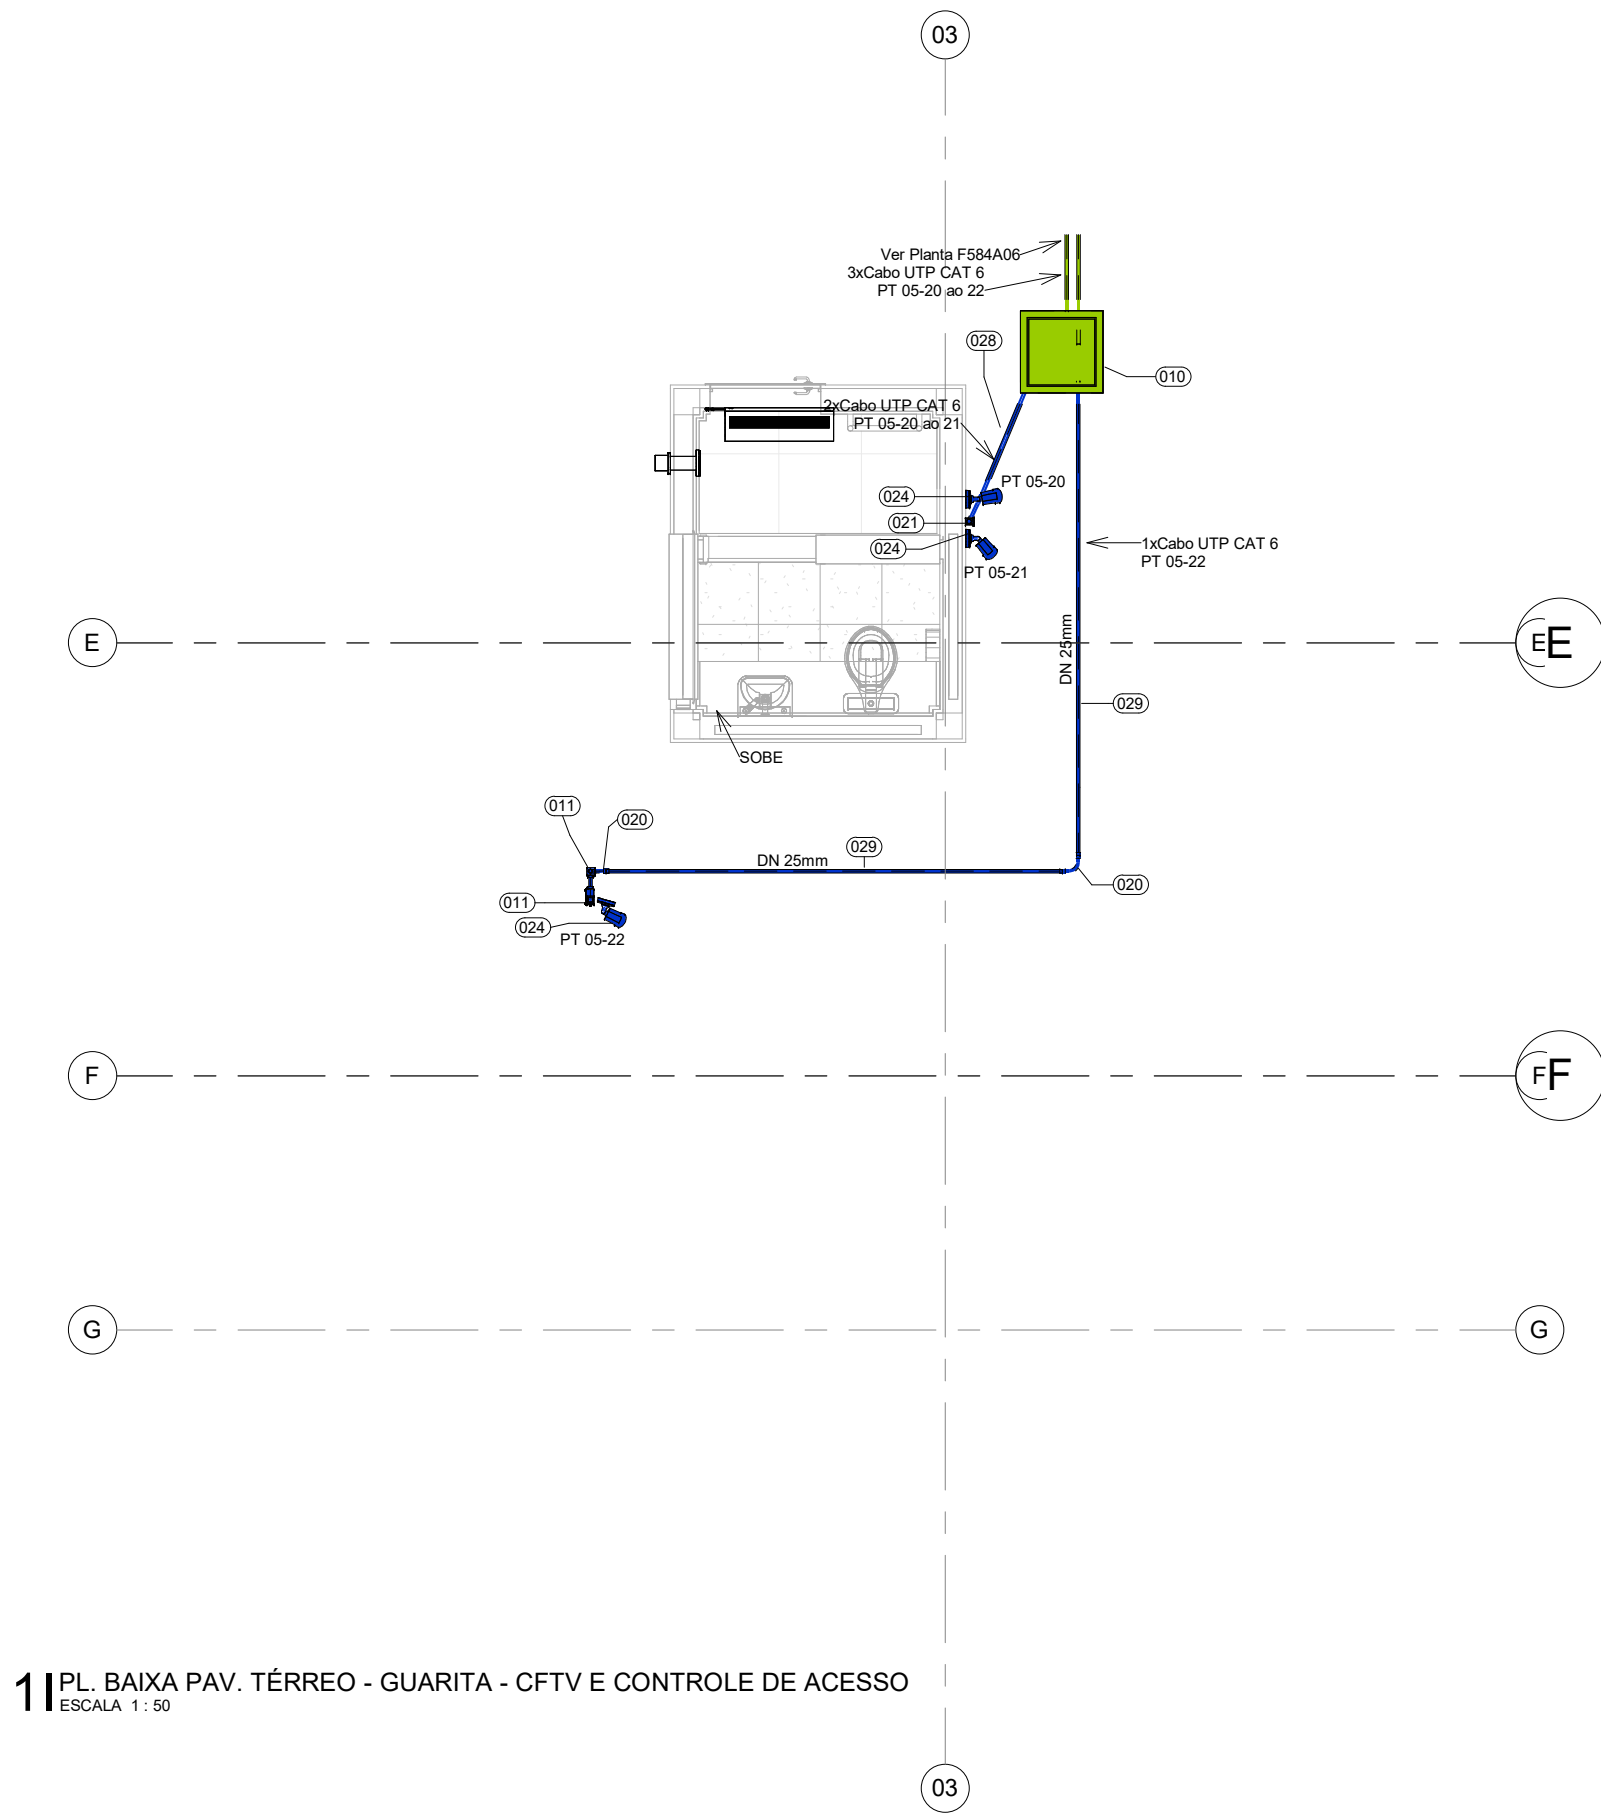 03
Ver Planta F584A06
3xCabo UTP CAT 6
PT 05-20 ao 22
028
010
2xCabo UTP CAT 6
PT 05-20 ao 21
PT 05-20
024
021
024
PT 05-21
1xCabo UTP CAT 6
PT 05-22
E
E
E
DN 25mm
029
SOBE
011
020
DN 25mm
029
020
011
024
PT 05-22
F
F
F
G
G
1
PL. BAIXA PAV. TÉRREO - GUARITA - CFTV E CONTROLE DE ACESSO
ESCALA 1 : 50
03